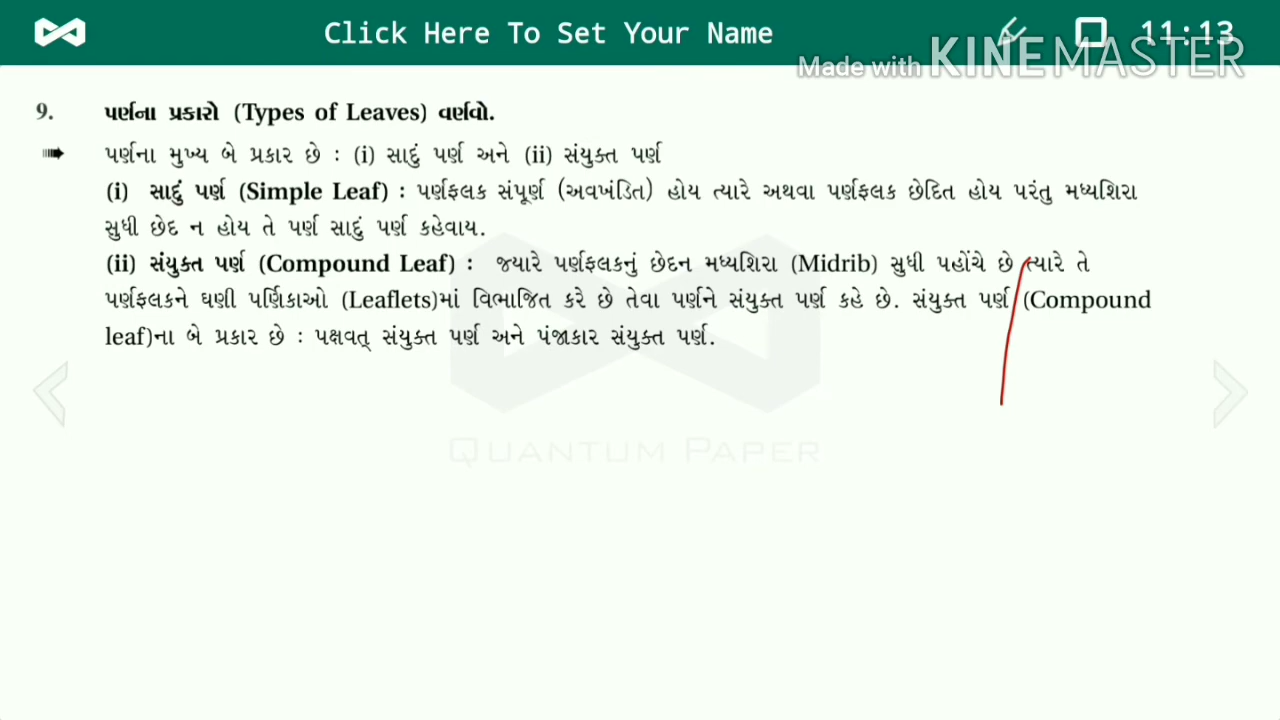 Click Here To Set Your Name
11:13
Made with KINEMASTER
9. પર્ણના પ્રકારો (Types of Leaves) વર્ણવો.
➠ પર્ણના મુખ્ય બે પ્રકાર છે : (i) સાદું પર્ણ અને (ii) સંયુક્ત પર્ણ
(i) સાદું પર્ણ (Simple Leaf) : પર્ણફલક સંપૂર્ણ (અવખંડિત) હોય ત્યારે અથવા પર્ણફલક છેદિત હોય પરંતુ મધ્યશિરા
સુધી છેદ ન હોય તે પર્ણ સાદું પર્ણ કહેવાય.
(ii) સંયુક્ત પર્ણ (Compound Leaf) : જ્યારે પર્ણફલકનું છેદન મધ્યશિરા (Midrib) સુધી પહોંચે છે ત્યારે તે
પર્ણફલકને ઘણી પર્ણિકાઓ (Leaflets)માં વિભાજિત કરે છે તેવા પર્ણને સંયુક્ત પર્ણ કહે છે. સંયુક્ત પર્ણ (Compound
leaf)ના બે પ્રકાર છે : પક્ષવત્ સંયુક્ત પર્ણ અને પંજાકાર સંયુક્ત પર્ણ.
QUANTUM PAPER